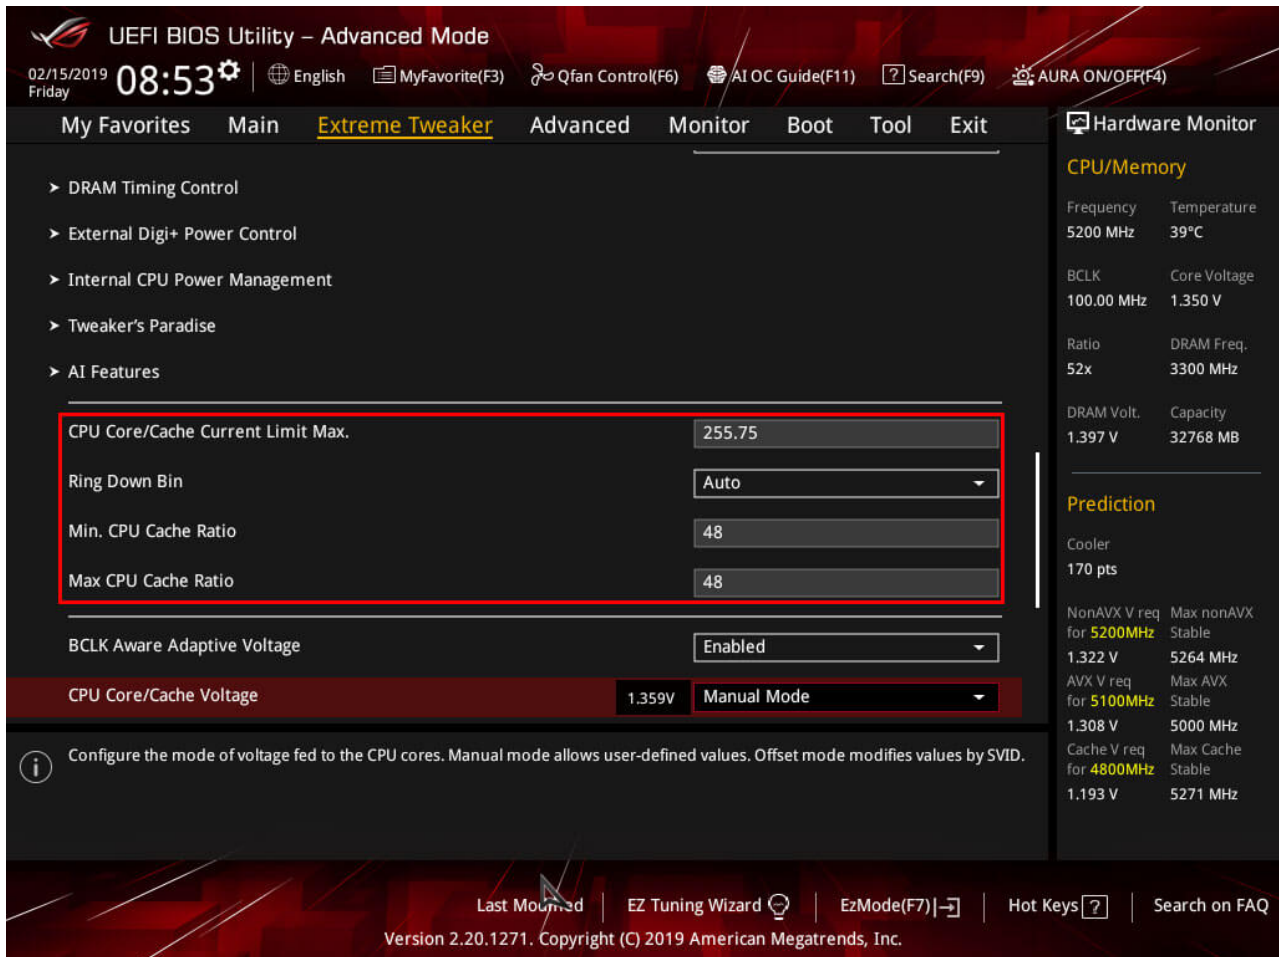 UEFI BIOS Utility – Advanced Mode
02/15/2019
Friday
08:53
English
MyFavorite(F3)
Qfan Control(F6)
AI OC Guide(F11)
? Search(F9)
AURA ON/OFF(F4)
My Favorites Main Extreme Tweaker Advanced Monitor Boot Tool Exit
Hardware Monitor
> DRAM Timing Control
> External Digi+ Power Control
> Internal CPU Power Management
> Tweaker's Paradise
> AI Features
CPU Core/Cache Current Limit Max. 255.75
Ring Down Bin Auto
Min. CPU Cache Ratio 48
Max CPU Cache Ratio 48
BCLK Aware Adaptive Voltage Enabled
CPU Core/Cache Voltage 1.359V Manual Mode
i Configure the mode of voltage fed to the CPU cores. Manual mode allows user-defined values. Offset mode modifies values by SVID.
CPU/Memory
Frequency Temperature
5200 MHz 39°C
BCLK Core Voltage
100.00 MHz 1.350 V
Ratio DRAM Freq.
52x 3300 MHz
DRAM Volt. Capacity
1.397 V 32768 MB
Prediction
Cooler
170 pts
NonAVX V req Max nonAVX
for 5200MHz Stable
1.322 V 5264 MHz
AVX V req Max AVX
for 5100MHz Stable
1.308 V 5000 MHz
Cache V req Max Cache
for 4800MHz Stable
1.193 V 5271 MHz
Last Modified EZ Tuning Wizard EzMode(F7) Hot Keys ? Search on FAQ
Version 2.20.1271. Copyright (C) 2019 American Megatrends, Inc.